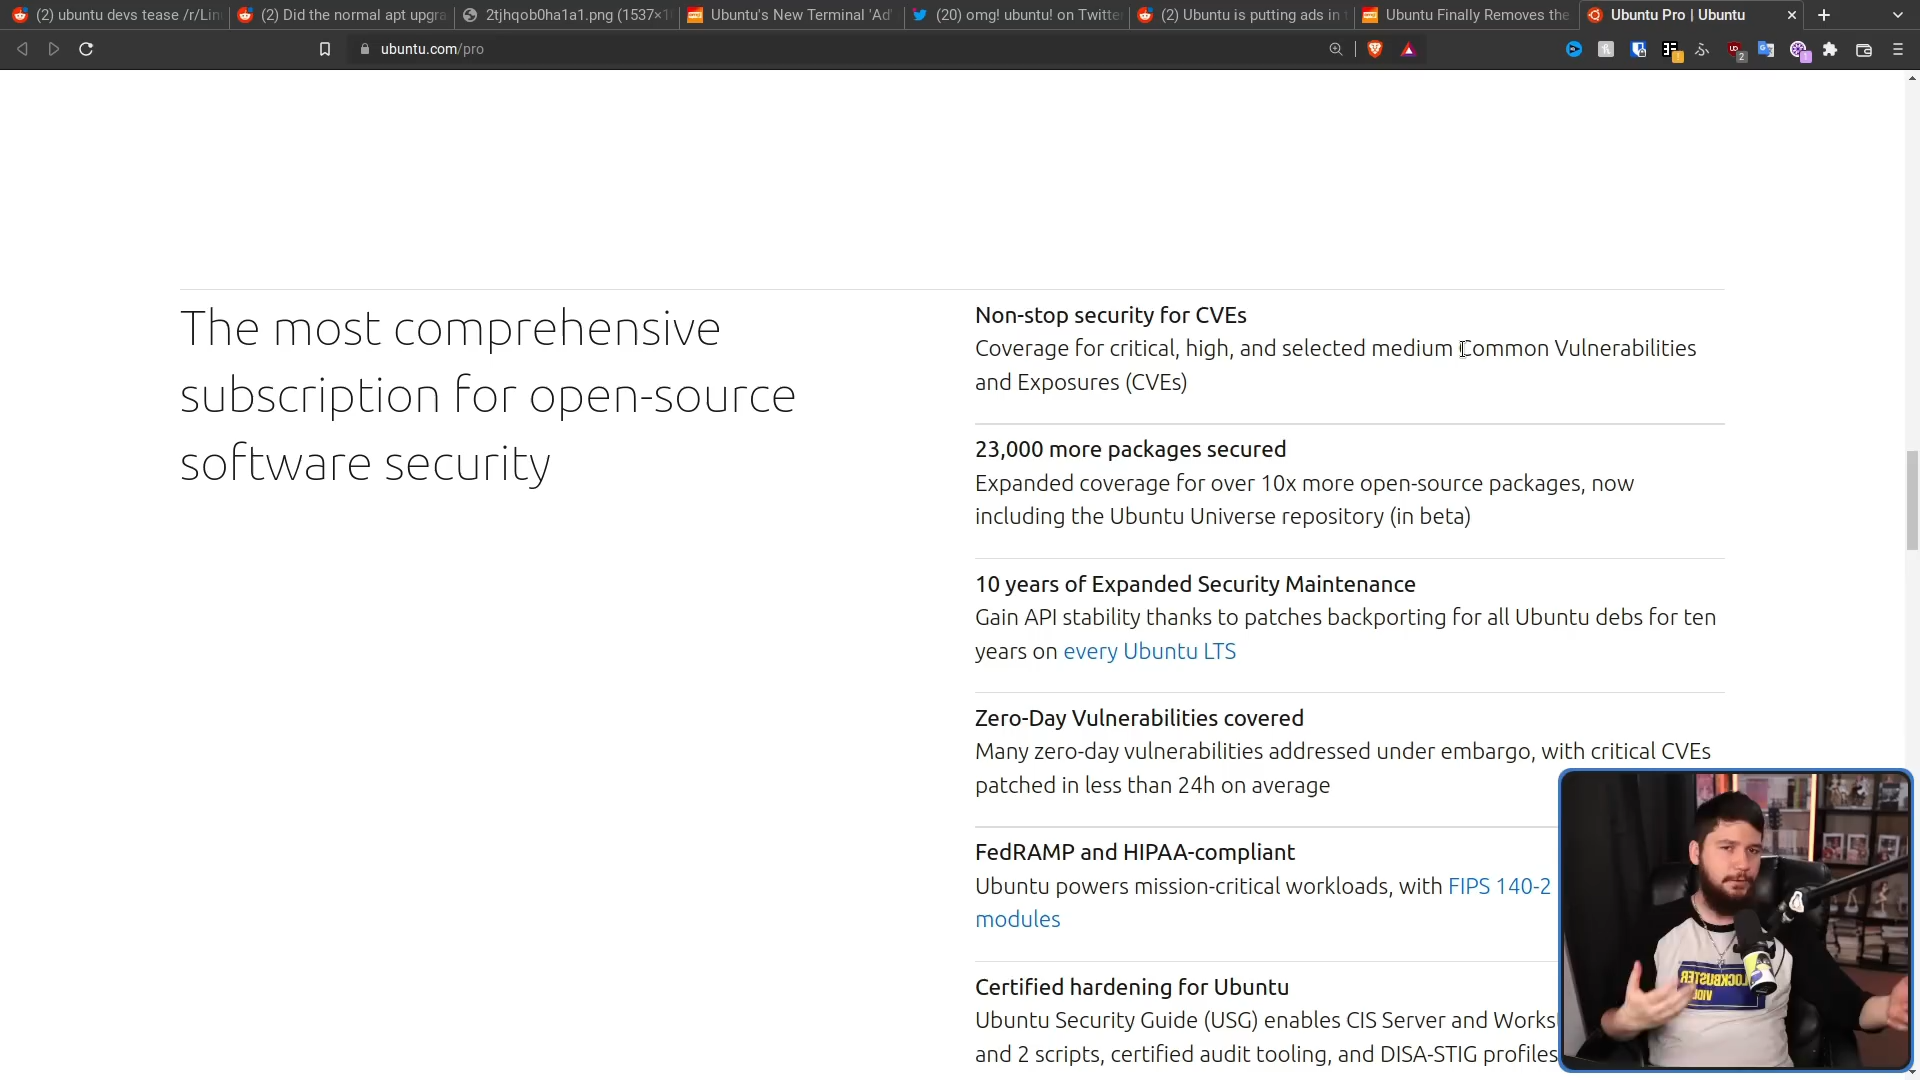 (2) ubuntu devs tease /r/Lin
(2) Did the normal apt upgra
2tjhqob0ha1a1.png (1537×1
Ubuntu's New Terminal 'Ad'
(20) omg! ubuntu! on Twitte
(2) Ubuntu is putting ads in t
Ubuntu Finally Removes the
Ubuntu Pro | Ubuntu
ubuntu.com/pro
The most comprehensive
subscription for open-source
software security
Non-stop security for CVEs
Coverage for critical, high, and selected medium Common Vulnerabilities
and Exposures (CVEs)
23,000 more packages secured
Expanded coverage for over 10x more open-source packages, now
including the Ubuntu Universe repository (in beta)
10 years of Expanded Security Maintenance
Gain API stability thanks to patches backporting for all Ubuntu debs for ten
years on every Ubuntu LTS
Zero-Day Vulnerabilities covered
Many zero-day vulnerabilities addressed under embargo, with critical CVEs
patched in less than 24h on average
FedRAMP and HIPAA-compliant
Ubuntu powers mission-critical workloads, with FIPS 140-2
modules
Certified hardening for Ubuntu
Ubuntu Security Guide (USG) enables CIS Server and Works
and 2 scripts, certified audit tooling, and DISA-STIG profiles
LOCKBUSTER
VIDE